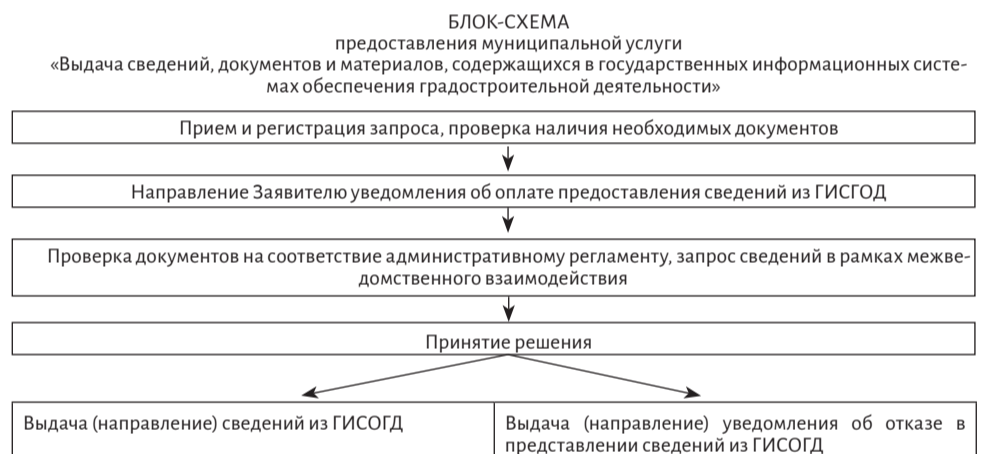 БЛОК-СХЕМА
предоставления муниципальной услуги
«Выдача сведений, документов и материалов, содержащихся в государственных информационных систе-
мах обеспечения градостроительной деятельности»
Прием и регистрация запроса, проверка наличия необходимых документов
Направление Заявителю уведомления об оплате предоставления сведений из ГИСГОД
Проверка документов на соответствие административному регламенту, запрос сведений в рамках межве-
домственного взаимодействия
Принятие решения
Выдача (направление) сведений из ГИСОГД
Выдача (направление) уведомления об отказе в
представлении сведений из ГИСОГД